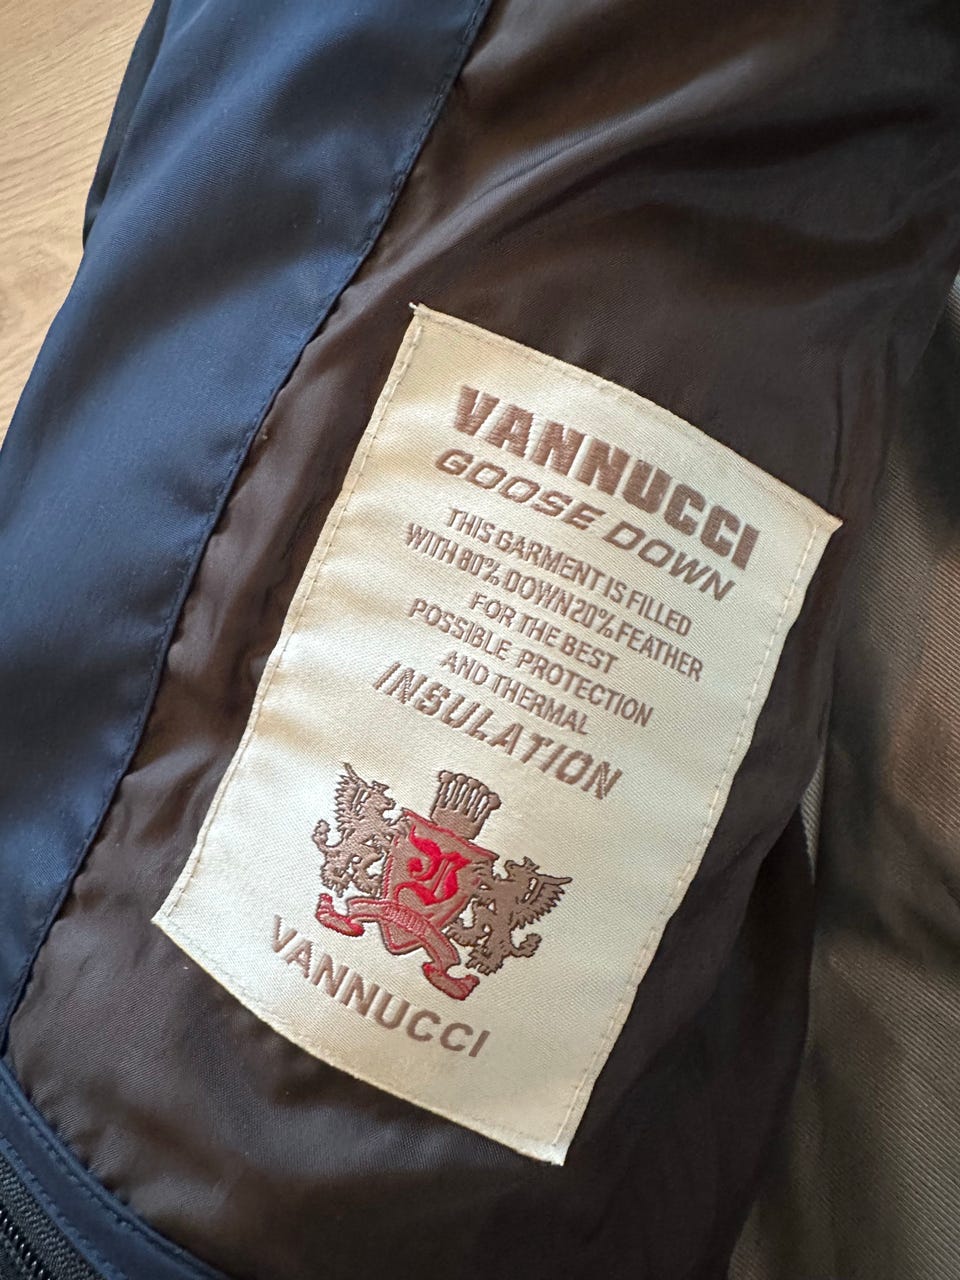 VANNUCCI
GOOSE DOWN
THIS GARMENT IS FILLED
WITH 80% DOWN 20% FEATHER
FOR THE BEST
POSSIBLE PROTECTION
AND THERMAL
INSULATION
VANNUCCI